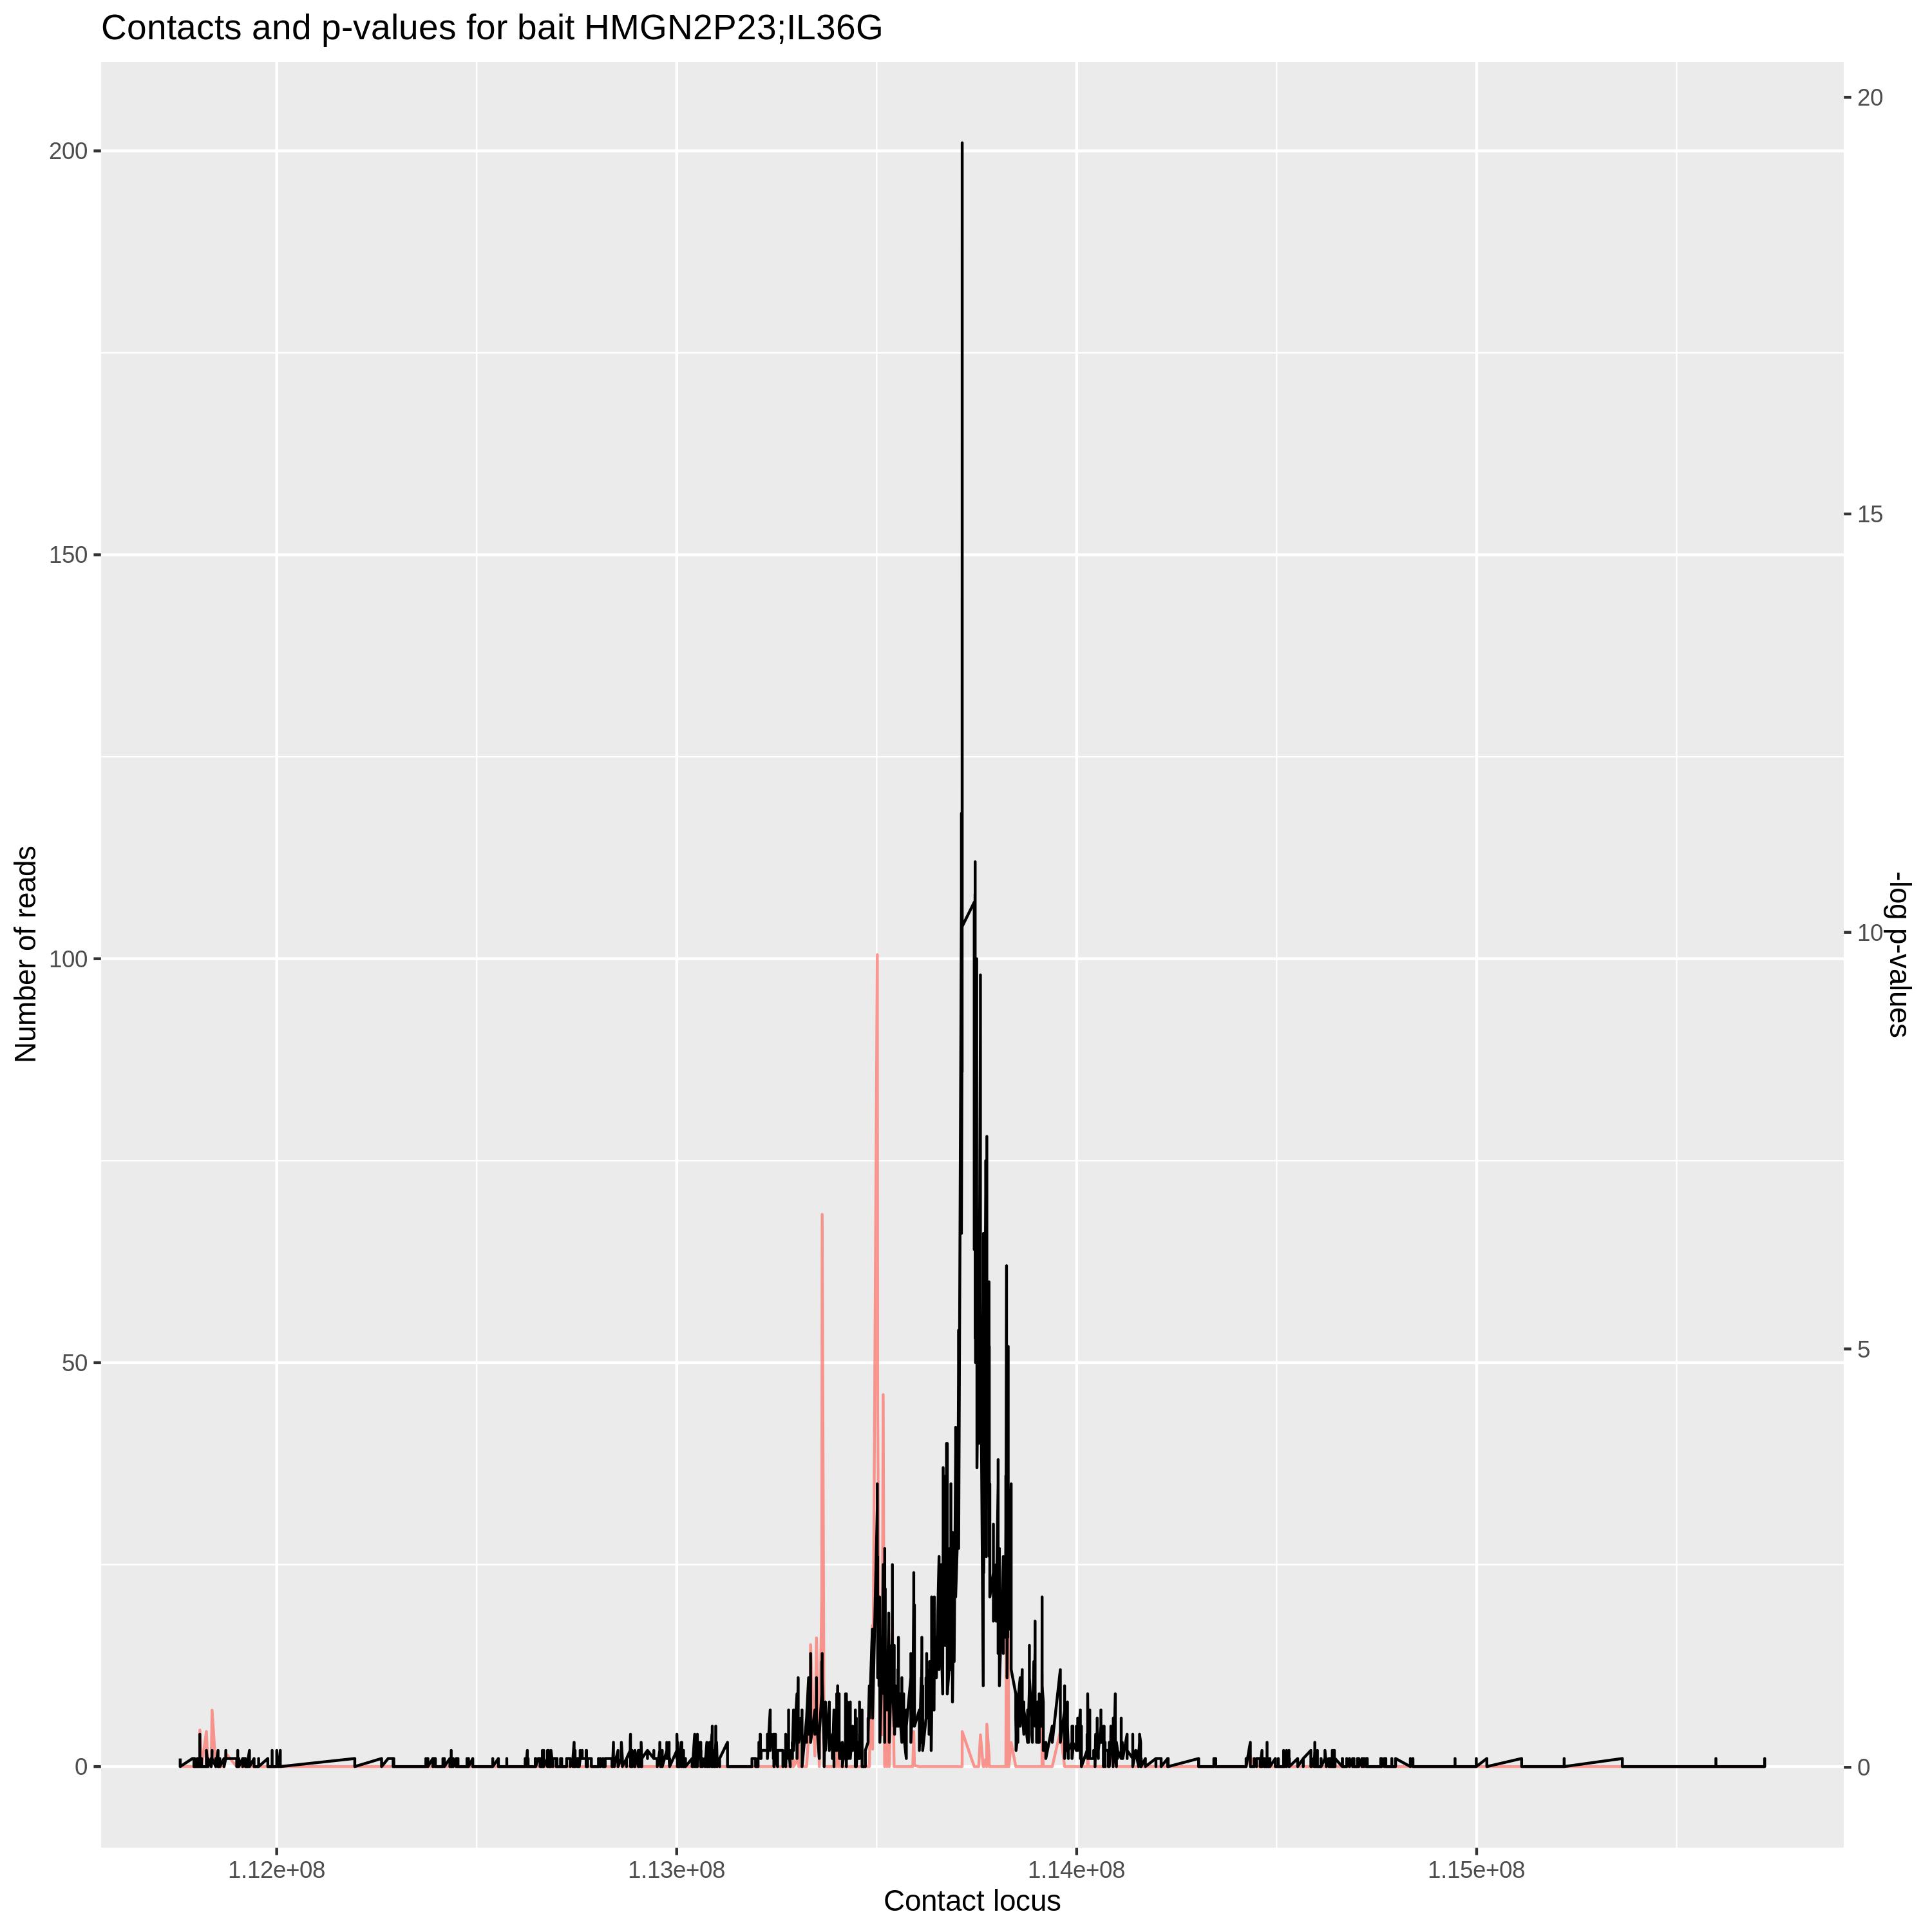 Contacts and p-values for bait HMGN2P23;IL36G
200
150
100
50
0
Number of reads
20
15
10
5
0
-log p-values
1.12e+08
1.13e+08
1.14e+08
1.15e+08
Contact locus